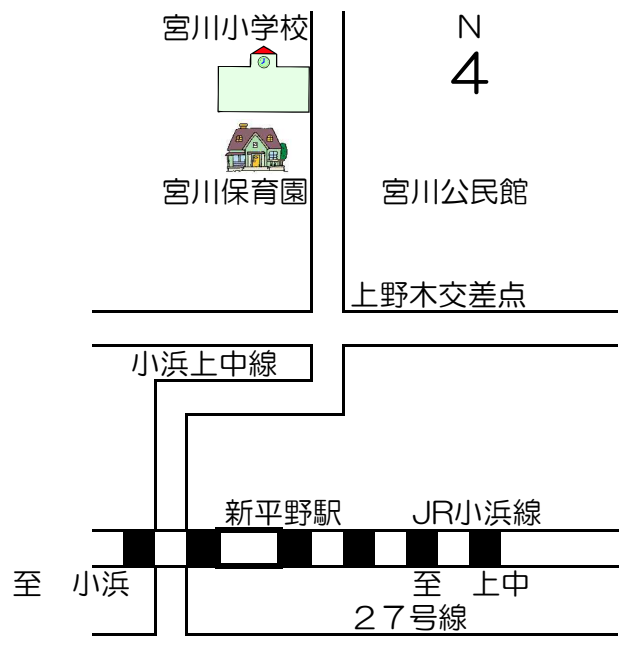 宮川小学校
N
4
宮川保育園
宮川公民館
上野木交差点
小浜上中線
新平野駅
JR小浜線
至 小浜
至 上中
27号線